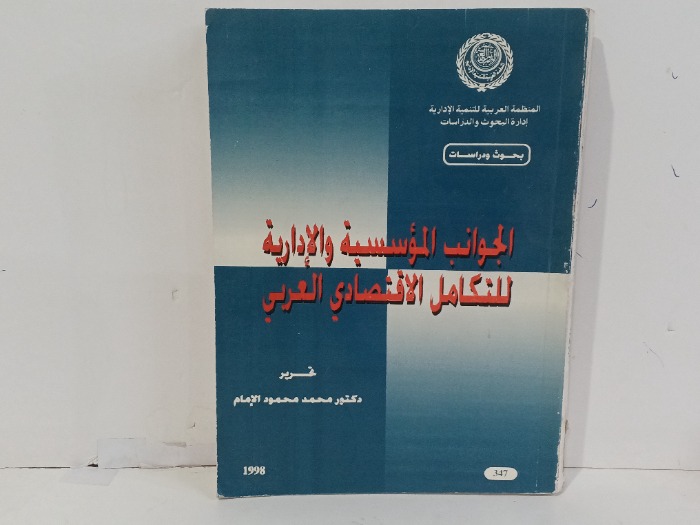 المنظمة العربية للتنمية الإدارية
إدارة البحوث والدراسات
بحوث ودراسات
الجوانب المؤسسية والإدارية
للتكامل الاقتصادي العربي
تحرير
دكتور محمد محمود الإمام
1998
347